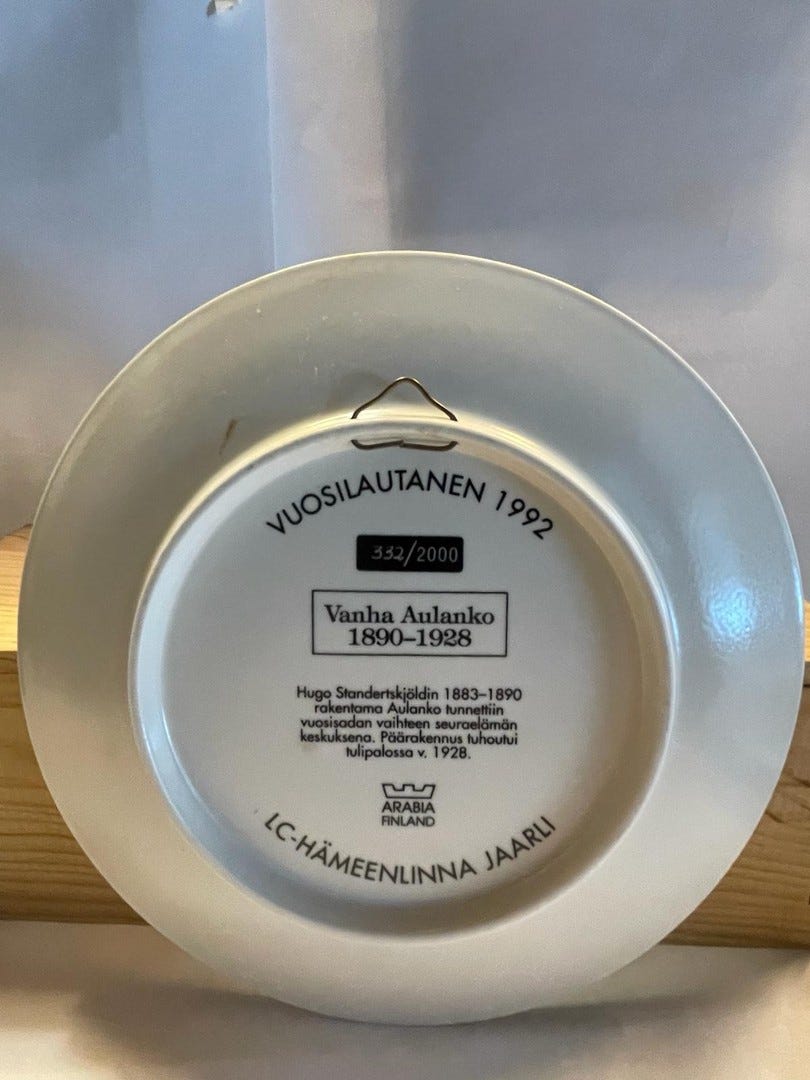 VUOSILAUTANEN 1992
332/2000
Vanha Aulanko
1890–1928
Hugo Standertskjöldin 1883–1890
rakentama Aulanko tunnettiin
vuosisadan vaihteen seuraelämän
keskuksena. Päärakennus tuhoutui
tulipalossa v. 1928.
ARABIA
FINLAND
LC-HÄMEENLINNA JAARLI